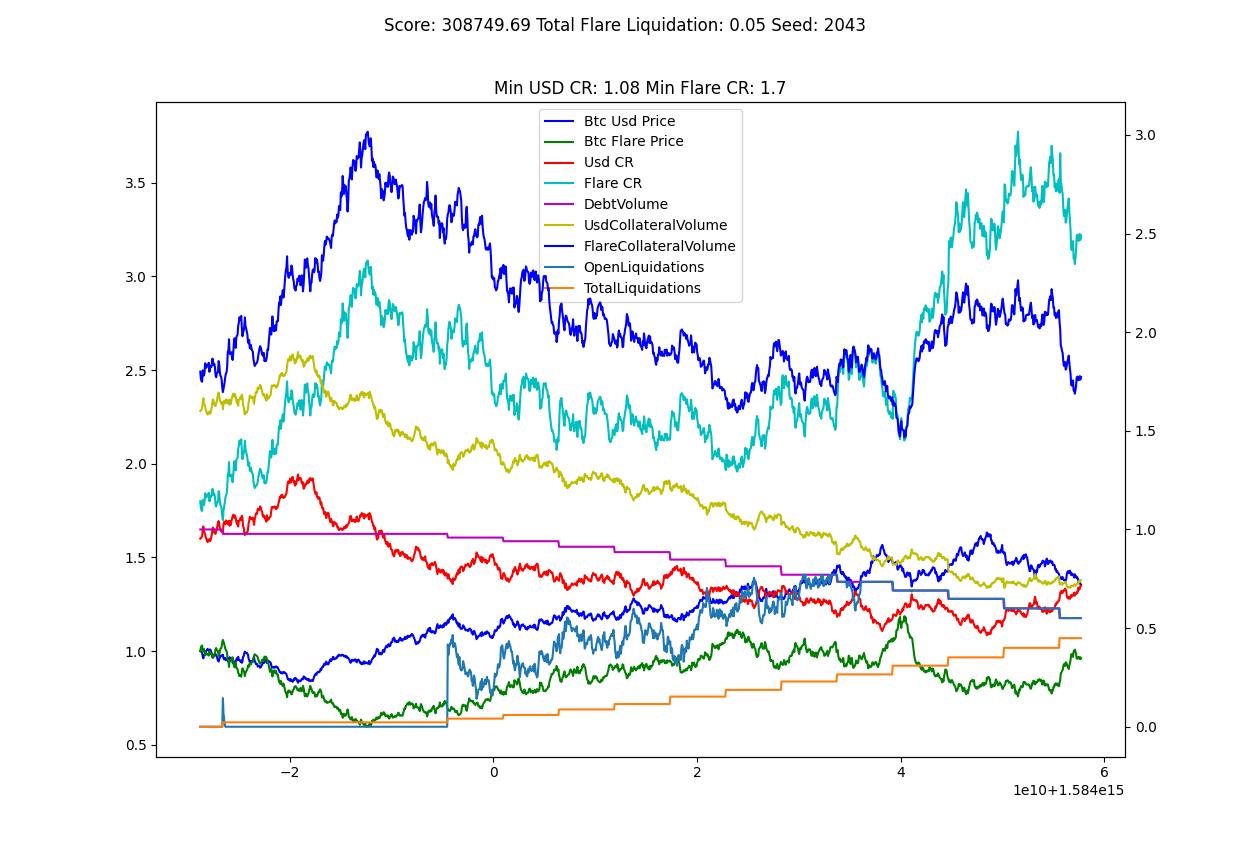 Score: 308749.69 Total Flare Liquidation: 0.05 Seed: 2043
Min USD CR: 1.08 Min Flare CR: 1.7
Btc Usd Price
Btc Flare Price
Usd CR
Flare CR
DebtVolume
UsdCollateralVolume
FlareCollateralVolume
OpenLiquidations
TotalLiquidations
3.5
3.0
2.5
2.0
1.5
1.0
0.5
3.0
2.5
2.0
1.5
1.0
0.5
0.0
−2 0 2 4 6
1e10+1.584e15